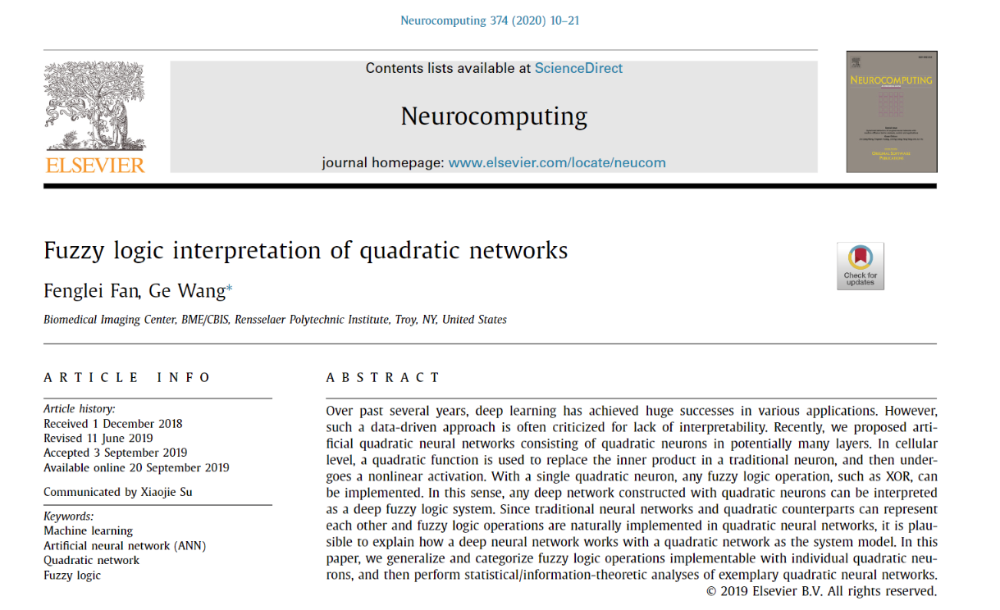 Neurocomputing 374 (2020) 10–21
Contents lists available at ScienceDirect
Neurocomputing
journal homepage: www.elsevier.com/locate/neucom
ELSEVIER
NEUROCOMPUTING
ORIGINAL SOFTWARE
PUBLICATIONS
Fuzzy logic interpretation of quadratic networks
Check for
updates
Fenglei Fan, Ge Wang*
Biomedical Imaging Center, BME/CBIS, Rensselaer Polytechnic Institute, Troy, NY, United States
ARTICLE INFO
Article history:
Received 1 December 2018
Revised 11 June 2019
Accepted 3 September 2019
Available online 20 September 2019
Communicated by Xiaojie Su
Keywords:
Machine learning
Artificial neural network (ANN)
Quadratic network
Fuzzy logic
ABSTRACT
Over past several years, deep learning has achieved huge successes in various applications. However,
such a data-driven approach is often criticized for lack of interpretability. Recently, we proposed arti-
ficial quadratic neural networks consisting of quadratic neurons in potentially many layers. In cellular
level, a quadratic function is used to replace the inner product in a traditional neuron, and then under-
goes a nonlinear activation. With a single quadratic neuron, any fuzzy logic operation, such as XOR, can
be implemented. In this sense, any deep network constructed with quadratic neurons can be interpreted
as a deep fuzzy logic system. Since traditional neural networks and quadratic counterparts can represent
each other and fuzzy logic operations are naturally implemented in quadratic neural networks, it is plau-
sible to explain how a deep neural network works with a quadratic network as the system model. In this
paper, we generalize and categorize fuzzy logic operations implementable with individual quadratic neu-
rons, and then perform statistical/information-theoretic analyses of exemplary quadratic neural networks.
© 2019 Elsevier B.V. All rights reserved.